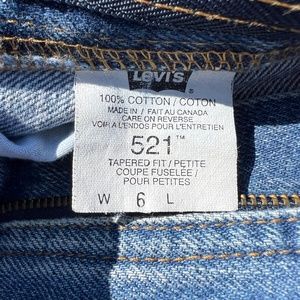 Levi's
®
100% COTTON / COTON
MADE IN / FAIT AU CANADA
CARE ON REVERSE
VOIR A L'ENDOS POUR L'ENTRETIEN
521™
TAPERED FIT / PETITE
COUPE FUSELÉE /
POUR PETITES
W 6 L